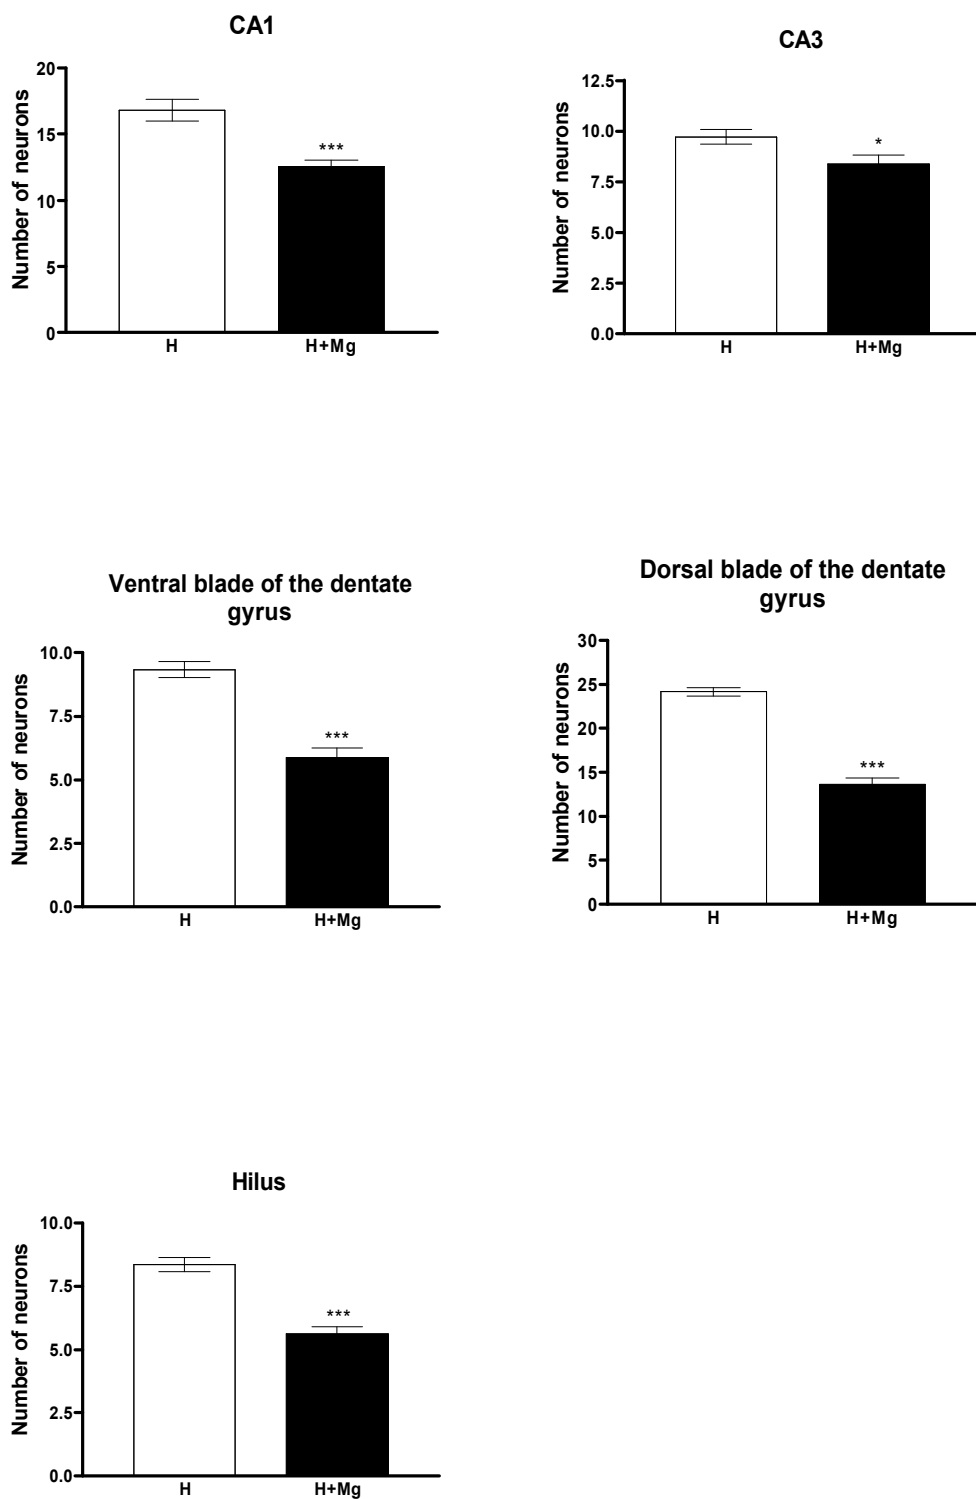 CA1
Number of neurons
20
15
10
5
0
***
H
H+Mg
CA3
Number of neurons
12.5
10.0
7.5
5.0
2.5
0.0
*
H
H+Mg
Ventral blade of the dentate
gyrus
Number of neurons
10.0
7.5
5.0
2.5
0.0
***
H
H+Mg
Dorsal blade of the dentate
gyrus
Number of neurons
30
25
20
15
10
5
0
***
H
H+Mg
Hilus
Number of neurons
10.0
7.5
5.0
2.5
0.0
***
H
H+Mg